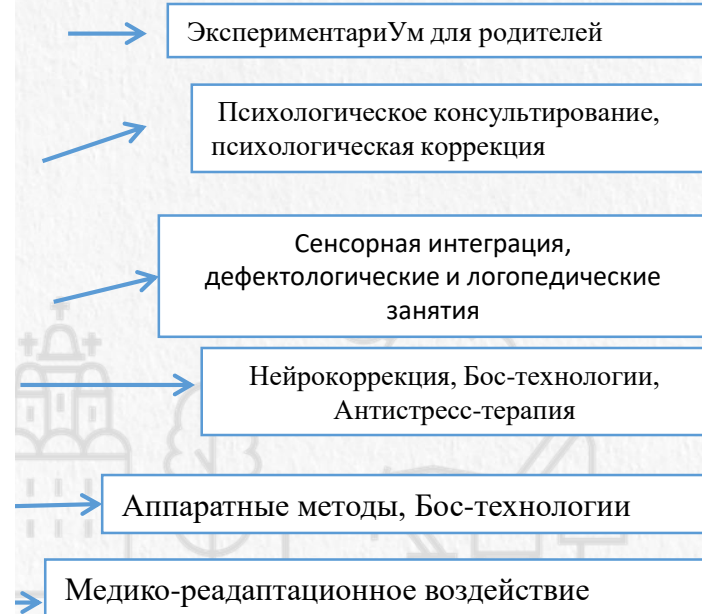 ЭкспериментариУм для родителей
Психологическое консультирование,
психологическая коррекция
Сенсорная интеграция,
дефектологические и логопедические
занятия
Нейрокоррекция, Бос-технологии,
Антистресс-терапия
Аппаратные методы, Бос-технологии
Медико-реадаптационное воздействие